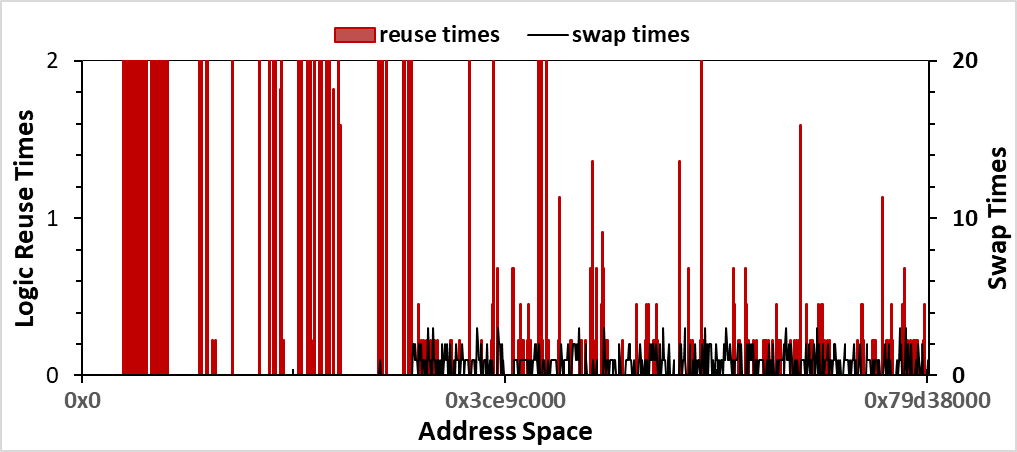 reuse times swap times
2 20
1 10
0 0
Logic Reuse Times
Swap Times
0x0 0x3ce9c000 0x79d38000
Address Space